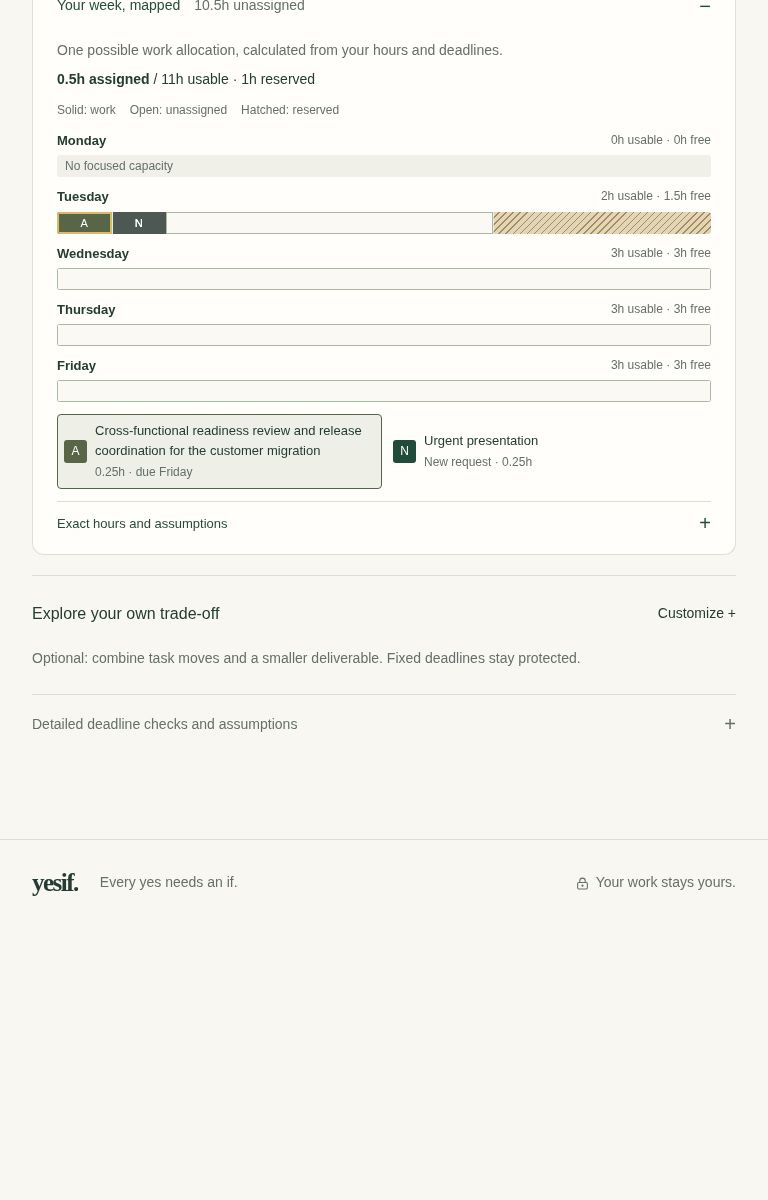 Your week, mapped 10.5h unassigned −
One possible work allocation, calculated from your hours and deadlines.
0.5h assigned / 11h usable · 1h reserved
Solid: work Open: unassigned Hatched: reserved
Monday 0h usable · 0h free
No focused capacity
Tuesday 2h usable · 1.5h free
A N
Wednesday 3h usable · 3h free
Thursday 3h usable · 3h free
Friday 3h usable · 3h free
A Cross-functional readiness review and release
coordination for the customer migration
0.25h · due Friday
N Urgent presentation
New request · 0.25h
Exact hours and assumptions +
Explore your own trade-off Customize +
Optional: combine task moves and a smaller deliverable. Fixed deadlines stay protected.
Detailed deadline checks and assumptions +
yesif. Every yes needs an if. Your work stays yours.